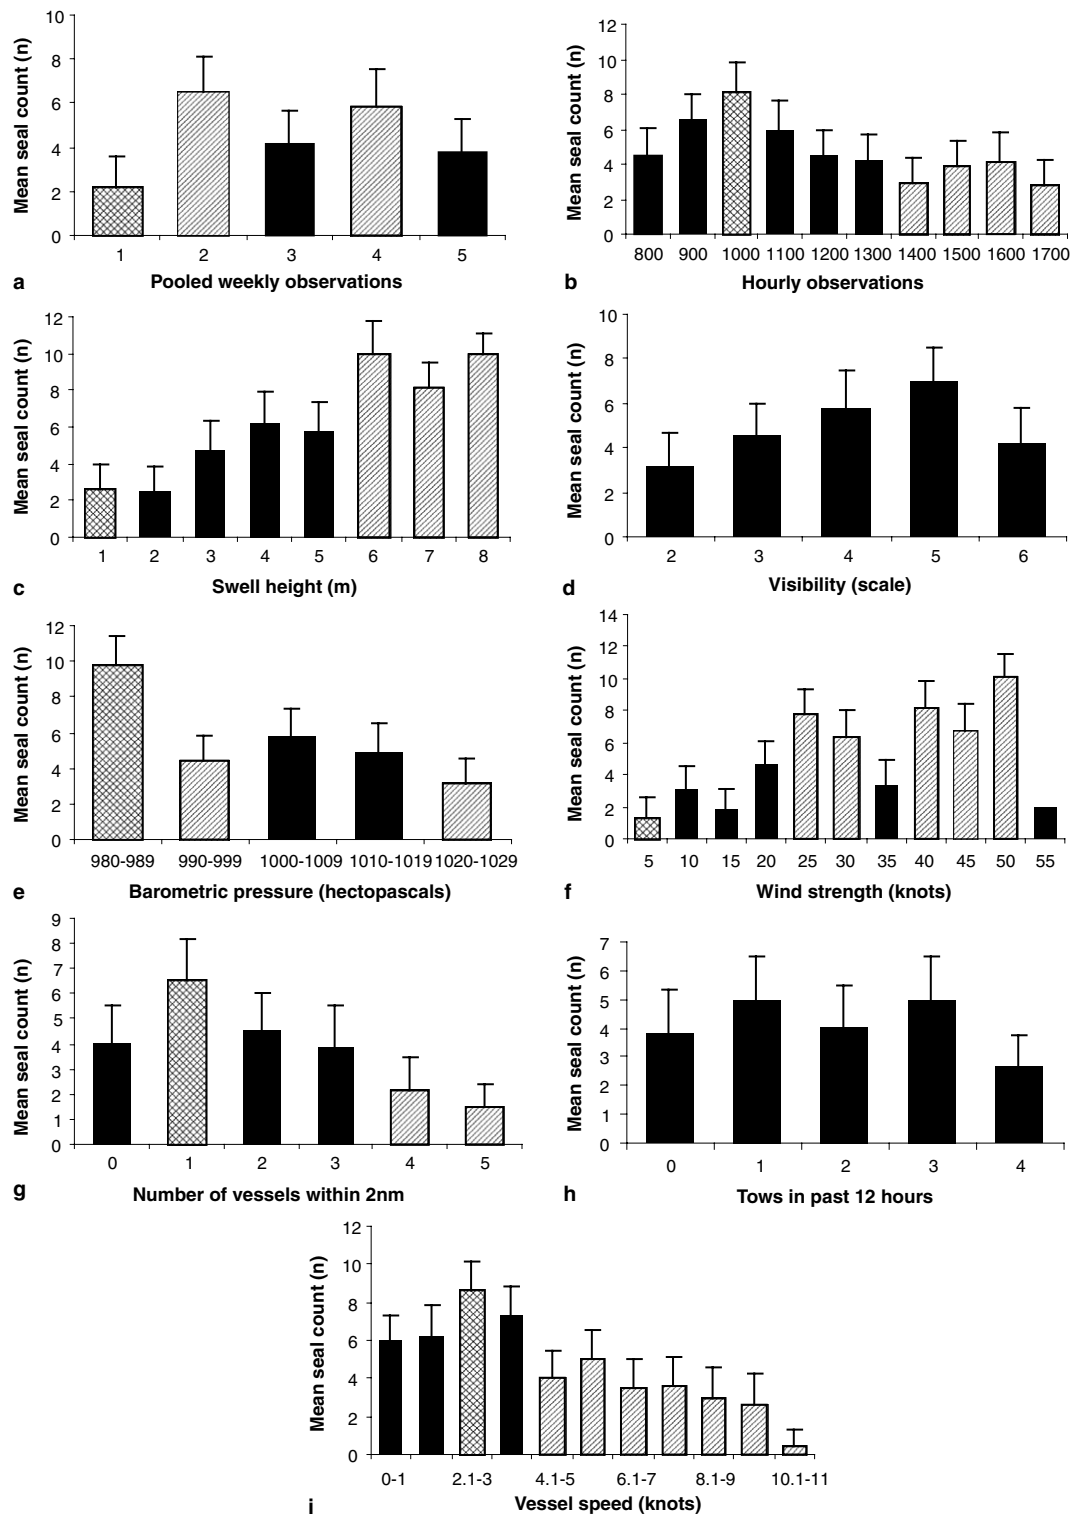 Mean seal count (n)
10
8
6
4
2
0
1 2 3 4 5
Pooled weekly observations
a
Mean seal count (n)
12
10
8
6
4
2
0
800 900 1000 1100 1200 1300 1400 1500 1600 1700
Hourly observations
b
Mean seal count (n)
12
10
8
6
4
2
0
1 2 3 4 5 6 7 8
Swell height (m)
c
Mean seal count (n)
10
8
6
4
2
0
2 3 4 5 6
Visibility (scale)
d
Mean seal count (n)
12
10
8
6
4
2
0
980-989 990-999 1000-1009 1010-1019 1020-1029
Barometric pressure (hectopascals)
e
Mean seal count (n)
14
12
10
8
6
4
2
0
5 10 15 20 25 30 35 40 45 50 55
Wind strength (knots)
f
Mean seal count (n)
9
8
7
6
5
4
3
2
1
0
0 1 2 3 4 5
Number of vessels within 2nm
g
Mean seal count (n)
7
6
5
4
3
2
1
0
0 1 2 3 4
Tows in past 12 hours
h
Mean seal count (n)
12
10
8
6
4
2
0
0-1 2.1-3 4.1-5 6.1-7 8.1-9 10.1-11
Vessel speed (knots)
i